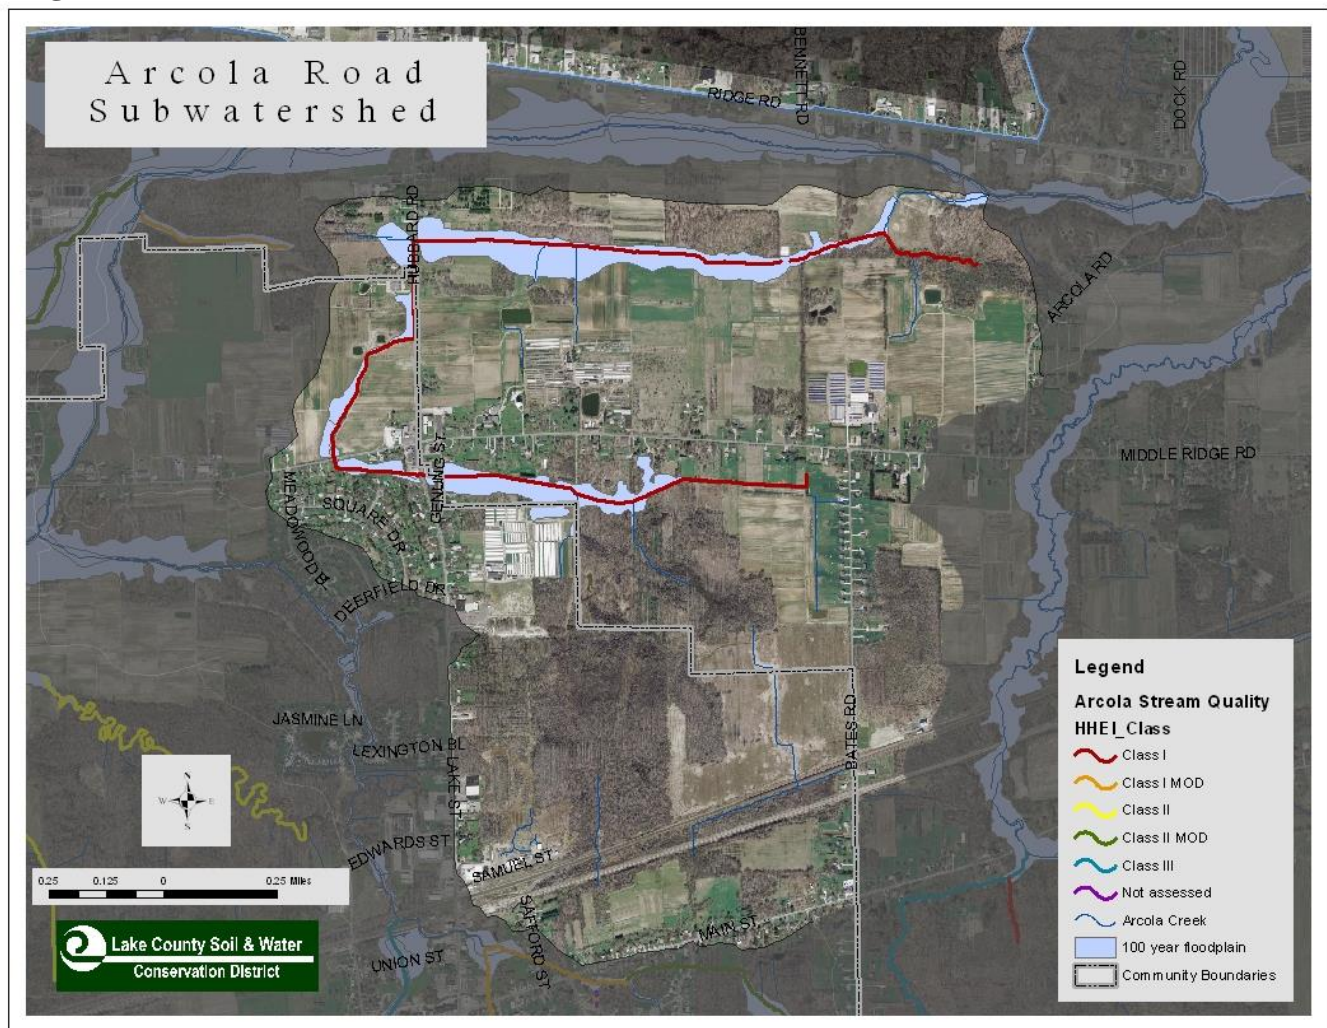 Arcola Road
Subwatershed
RIDGE RD
BENNETT RD
DOCK RD
HUBBARD RD
ARCOLA RD
MIDDLE RIDGE RD
GENUNG ST
MEADOWOOD BL
SQUARE DR
DEERFIELD DR
JASMINE LN
LEXINGTON BL
LAKE ST
BATES RD
EDWARDS ST
SAMUEL ST
SAFFORD ST
MAIN ST
UNION ST
N
W E
S
0.25 0.125 0 0.25 Miles
Lake County Soil & Water
Conservation District
Legend
Arcola Stream Quality
HHEI_Class
Class I
Class I MOD
Class II
Class II MOD
Class III
Not assessed
Arcola Creek
100 year floodplain
Community Boundaries